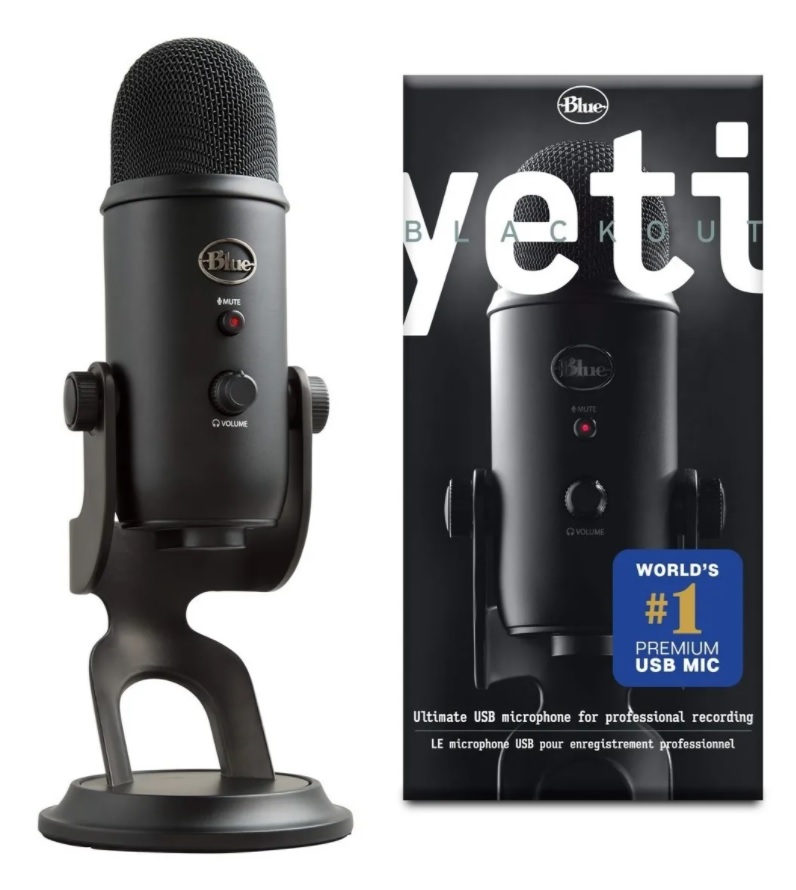 Blue
MUTE
VOLUME
Blue
yeti
BLACKOUT
Blue
MUTE
VOLUME
WORLD'S
#1
PREMIUM
USB MIC
Ultimate USB microphone for professional recording
LE microphone USB pour enregistrement professionnel